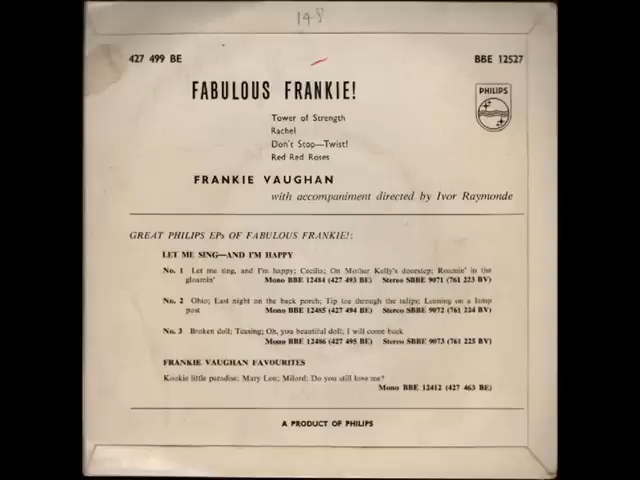 148
427 499 BE
BBE 12527
FABULOUS FRANKIE!
PHILIPS
Tower of Strength
Rachel
Don't Stop—Twist!
Red Red Roses
FRANKIE VAUGHAN
with accompaniment directed by Ivor Raymonde
GREAT PHILIPS EPs OF FABULOUS FRANKIE!:
LET ME SING—AND I'M HAPPY
No. 1 Let me sing, and I'm happy; Cecilia; On Mother Kelly's doorstep; Roamin' in the
gloamin' Mono BBE 12484 (427 493 BE) Stereo SBBE 9071 (761 223 BV)
No. 2 Ohio; Last night on the back porch; Tip toe through the tulips; Leaning on a lamp
post Mono BBE 12485 (427 494 BE) Stereo SBBE 9072 (761 224 BV)
No. 3 Broken doll; Teasing; Oh, you beautiful doll; I will come back
Mono BBE 12486 (427 495 BE) Stereo SBBE 9073 (761 225 BV)
FRANKIE VAUGHAN FAVOURITES
Kookie little paradise; Mary Lou; Milord; Do you still love me?
Mono BBE 12412 (427 463 BE)
A PRODUCT OF PHILIPS